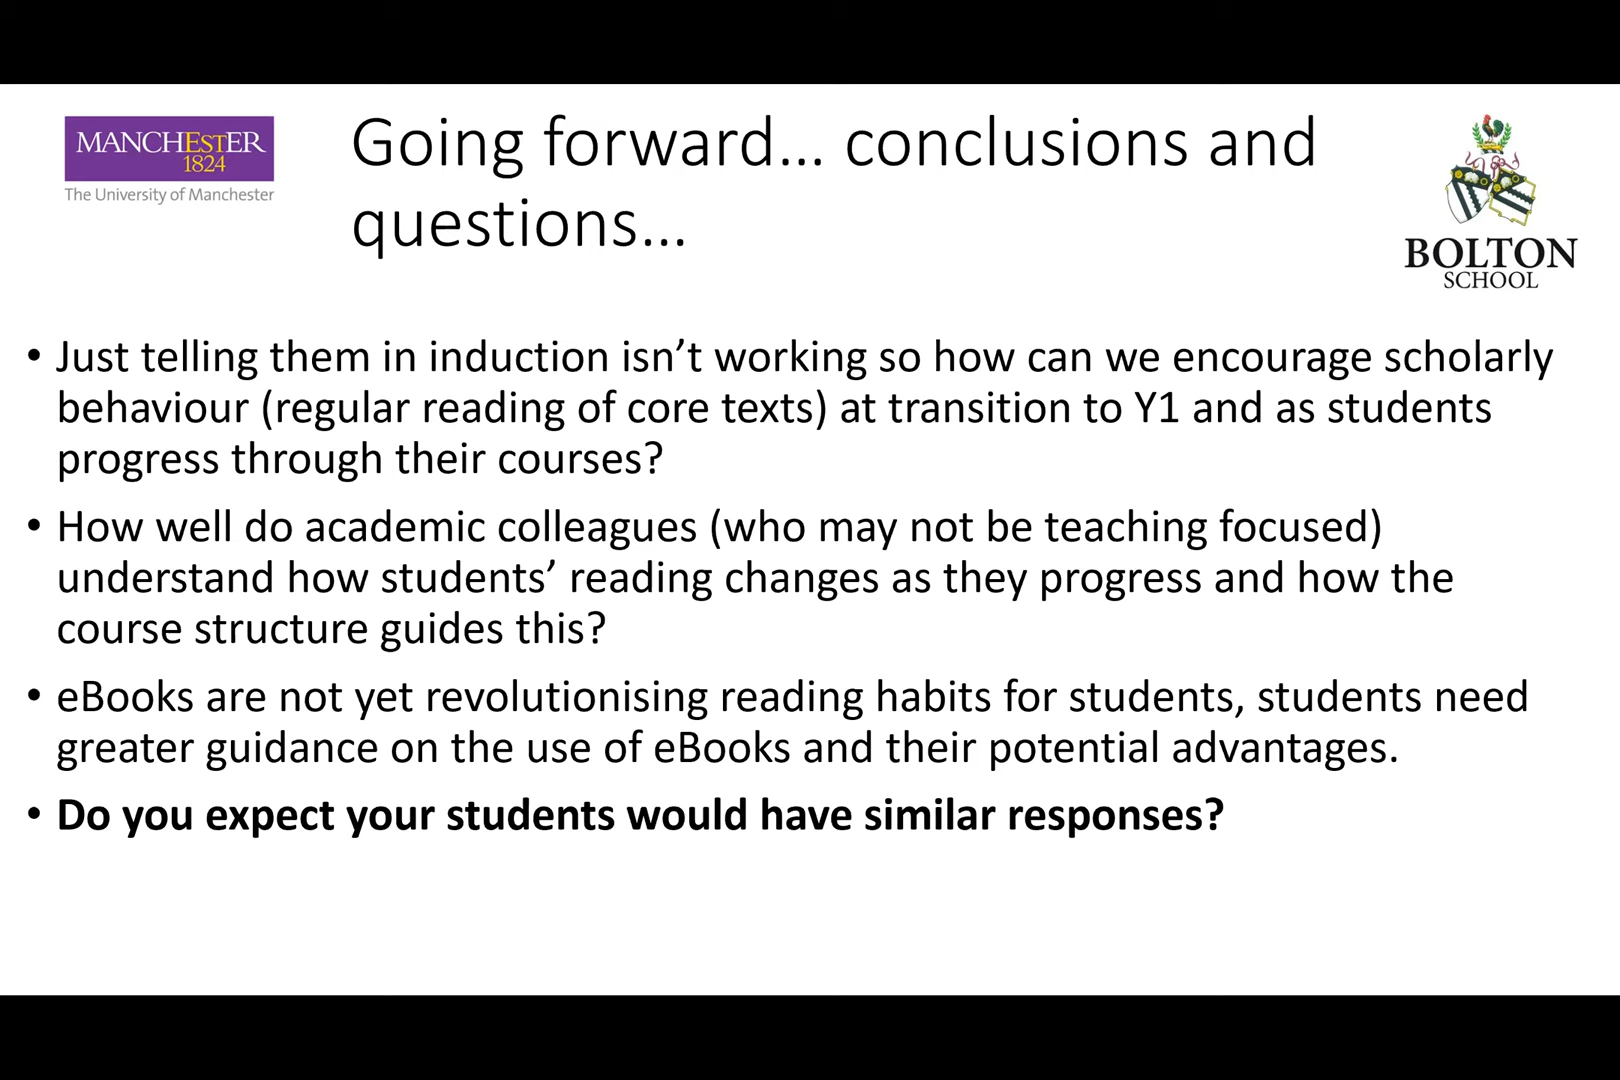 MANCHESTER
1824
The University of Manchester
Going forward… conclusions and
questions…
BOLTON
SCHOOL
• Just telling them in induction isn’t working so how can we encourage scholarly
behaviour (regular reading of core texts) at transition to Y1 and as students
progress through their courses?
• How well do academic colleagues (who may not be teaching focused)
understand how students’ reading changes as they progress and how the
course structure guides this?
• eBooks are not yet revolutionising reading habits for students, students need
greater guidance on the use of eBooks and their potential advantages.
• Do you expect your students would have similar responses?